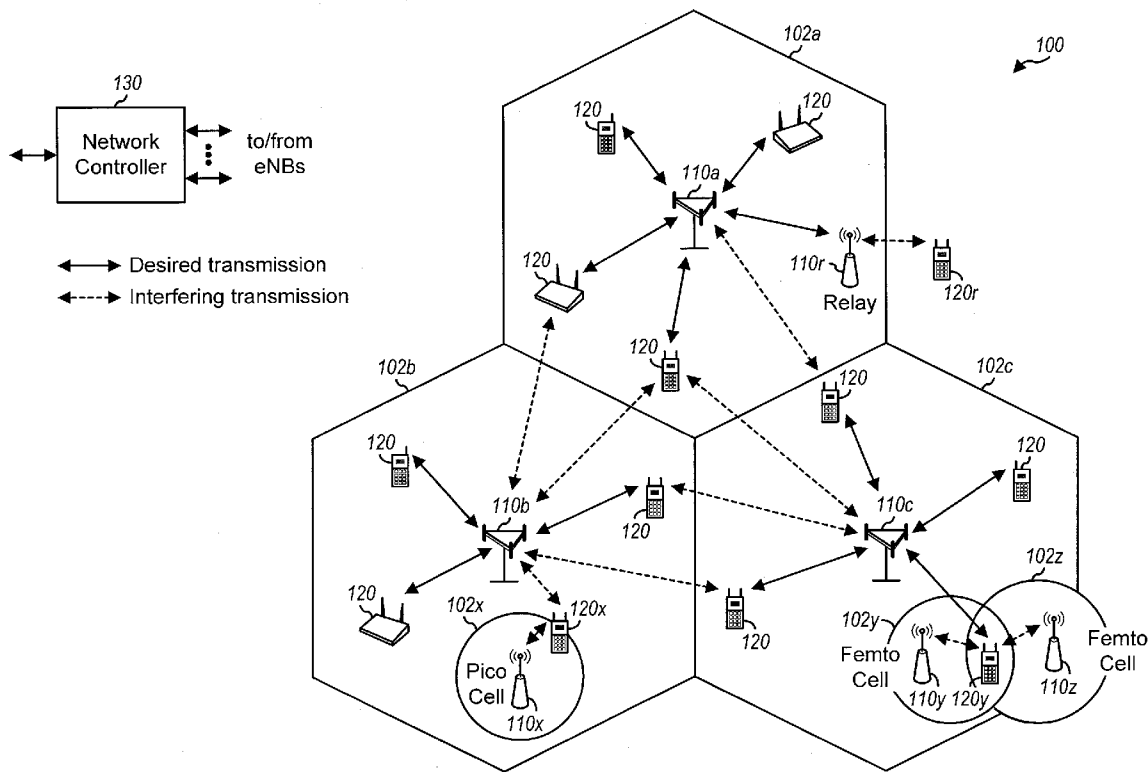 102a
100
130
Network
Controller
to/from
eNBs
120
120
110a
Desired transmission
Interfering transmission
120
110r
Relay
120r
102b
120
120
102c
120
120
110b
120
110c
120
120
102x
120x
Pico
Cell
110x
120
102z
102y
Femto
Cell
110y
120y
110z
Femto
Cell